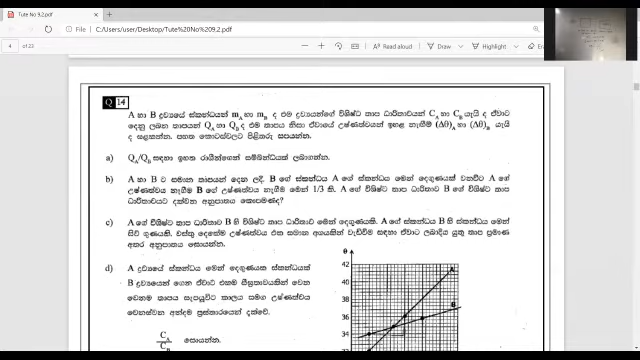 Tute No 9.2.pdf
File
C:/Users/user/Desktop/Tute%20No%209,2.pdf
4 of 23
Read aloud
Draw
Highlight
Erase
Q 14
A හා B ද්‍රව්‍යයේ ස්කන්ධයන් mA හා mB ද එම ද්‍රව්‍යයන්ගේ විශිෂ්ට තාප ධාරිතාවයන් CA හා CB යැයි ද ඒවාට
දෙනු ලබන තාපයන් QA හා QB ද එම තාපය නිසා ඒවායේ උෂ්ණත්වයන් ඉහළ නැගීම් (Δθ)A හා (Δθ)B යැයි
ද සලකන්න. පහත කොටස්වලට පිළිතුරු සපයන්න.
a) QA/QB සඳහා ඉහත රාශීන්ගෙන් සම්බන්ධයක් ලබාගන්න.
b) A හා B ට සමාන තාපයන් දෙන ලදී. B ගේ ස්කන්ධය A ගේ ස්කන්ධය මෙන් දෙගුණයක් වනවිට A ගේ
උෂ්ණත්වය නැගීම B ගේ උෂ්ණත්වය නැගීම මෙන් 1/3 කි. A ගේ විශිෂ්ට තාප ධාරිතාව B ගේ විශිෂ්ට තාප
ධාරිතාවයට දක්වන අනුපාතය කොපමණද?
c) A ගේ විශිෂ්ට තාප ධාරිතාව B හි විශිෂ්ට තාප ධාරිතාව මෙන් දෙගුණයකි. A ගේ ස්කන්ධය B හි ස්කන්ධය මෙන්
සිව් ගුණයකි. වස්තු දෙකේම උෂ්ණත්වය එක සමාන අගයකින් වැඩිවීම සඳහා ඒවාට ලබාදිය යුතු තාප ප්‍රමාණ
අතර අනුපාතය සොයන්න.
d) A ද්‍රව්‍යයේ ස්කන්ධය මෙන් දෙගුණයක ස්කන්ධයක්
B ද්‍රව්‍යයෙන් ගෙන ඒවාට එකම ශීඝ්‍රතාවයකින් වෙන
වෙනම තාපය සැපයූවිට කාලය සමග උෂ්ණත්වය
වෙනස්වන අන්දම ප්‍රස්තාරයෙන් දක්වේ.
CA/CB සොයන්න.
θ
42
40
38
36
34
32
A
B